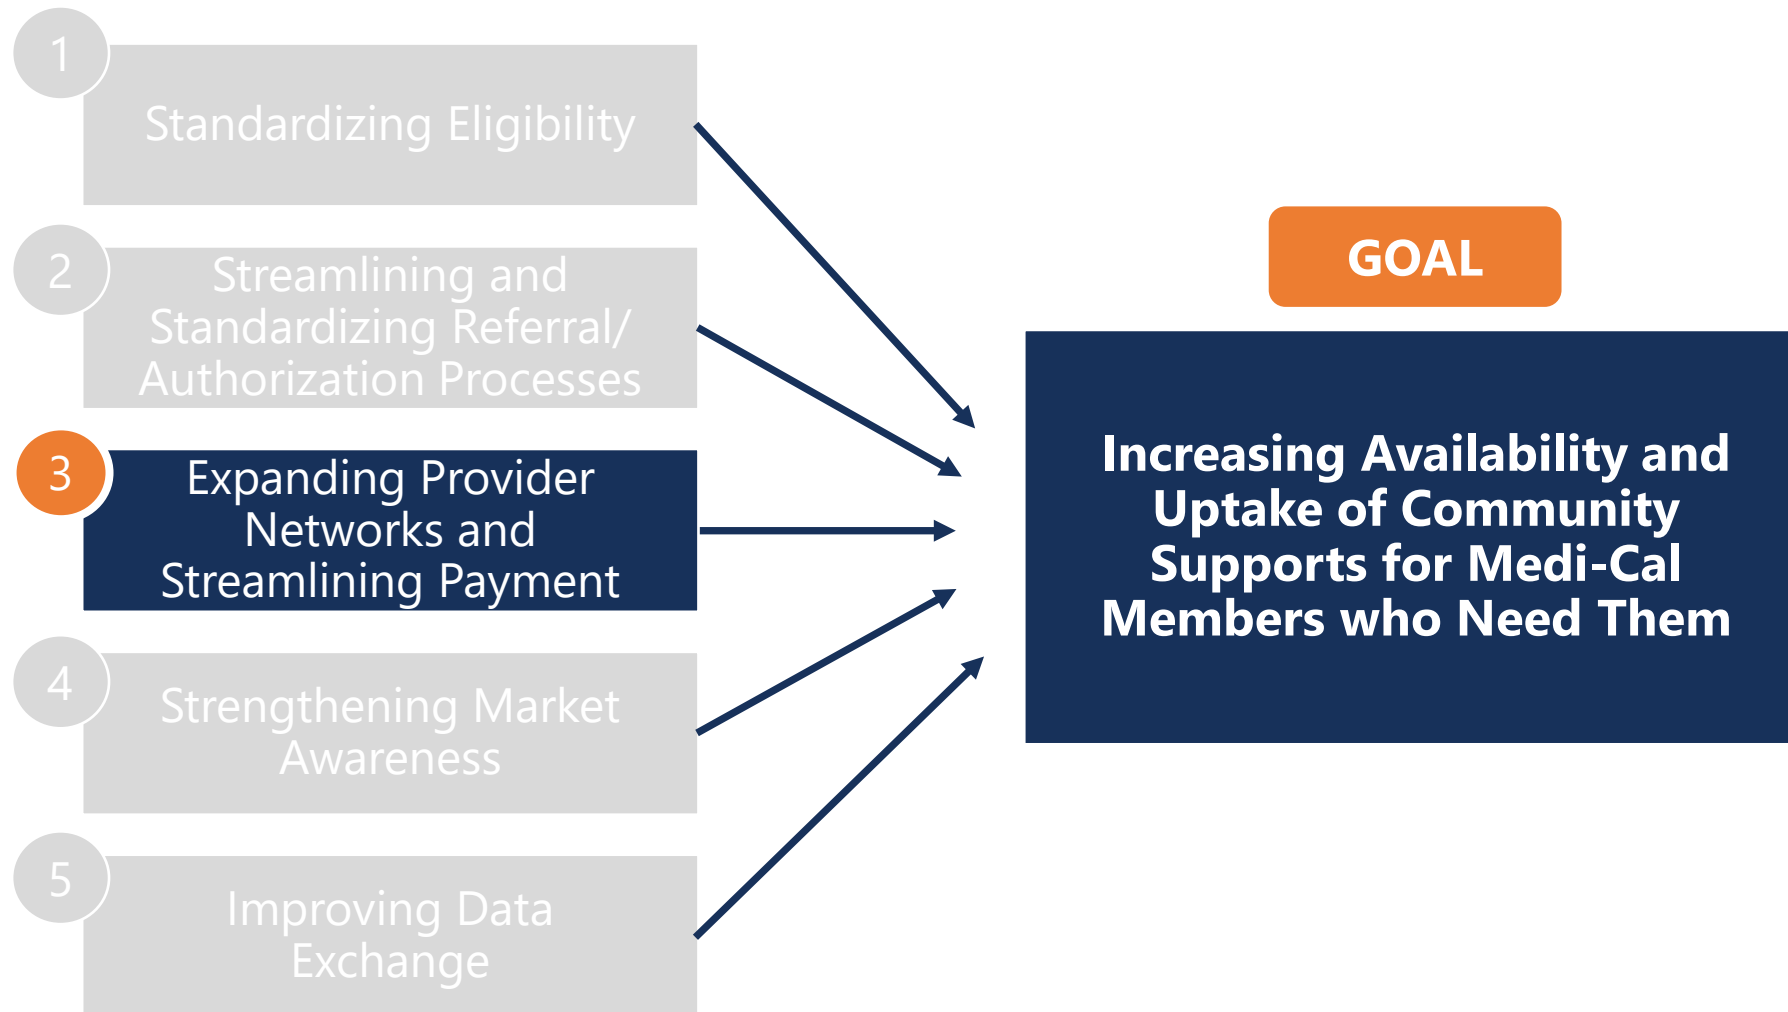 1
Standardizing Eligibility
2
Streamlining and
Standardizing Referral/
Authorization Processes
3
Expanding Provider
Networks and
Streamlining Payment
4
Strengthening Market
Awareness
5
Improving Data
Exchange
GOAL
Increasing Availability and
Uptake of Community
Supports for Medi-Cal
Members who Need Them